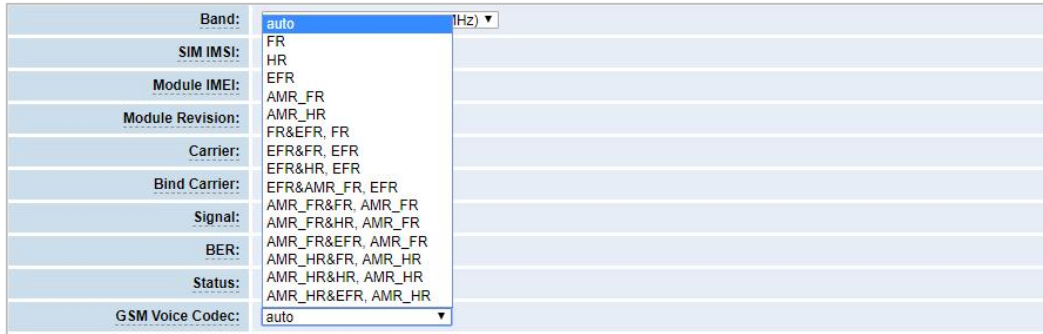 Band:
auto
Hz)
FR
SIM IMSI:
HR
EFR
Module IMEI:
AMR_FR
AMR_HR
Module Revision:
FR&EFR, FR
EFR&FR, EFR
Carrier:
EFR&HR, EFR
Bind Carrier:
EFR&AMR_FR, EFR
AMR_FR&FR, AMR_FR
Signal:
AMR_FR&HR, AMR_FR
AMR_FR&EFR, AMR_FR
BER:
AMR_HR&FR, AMR_HR
Status:
AMR_HR&HR, AMR_HR
AMR_HR&EFR, AMR_HR
GSM Voice Codec:
auto